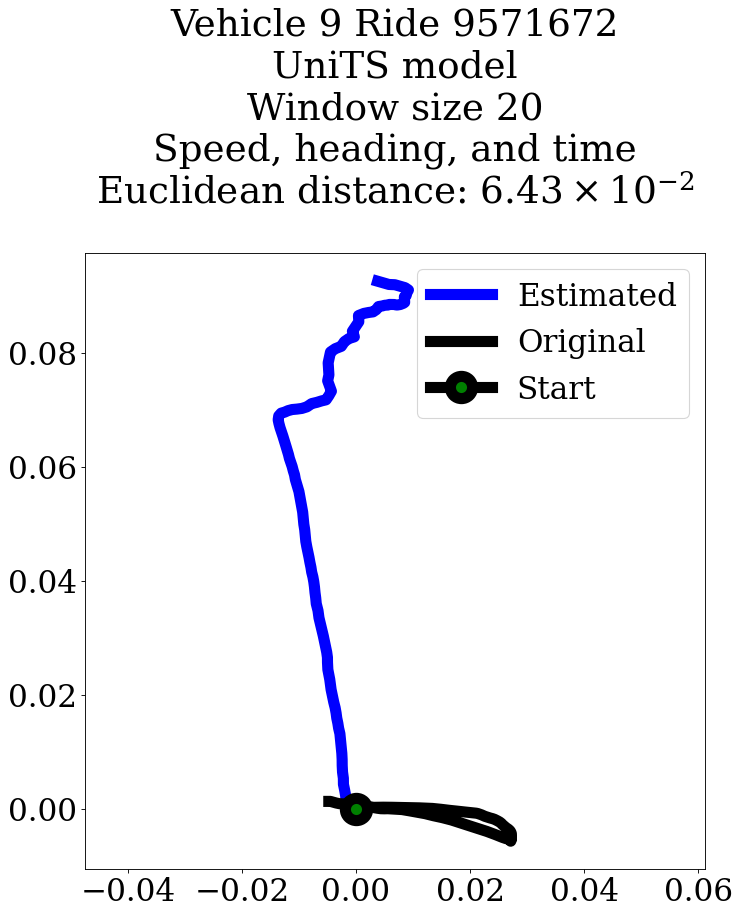 Vehicle 9 Ride 9571672
UniTS model
Window size 20
Speed, heading, and time
Euclidean distance: 6.43 × 10⁻²
Estimated
Original
Start
0.08
0.06
0.04
0.02
0.00
−0.04 −0.02 0.00 0.02 0.04 0.06